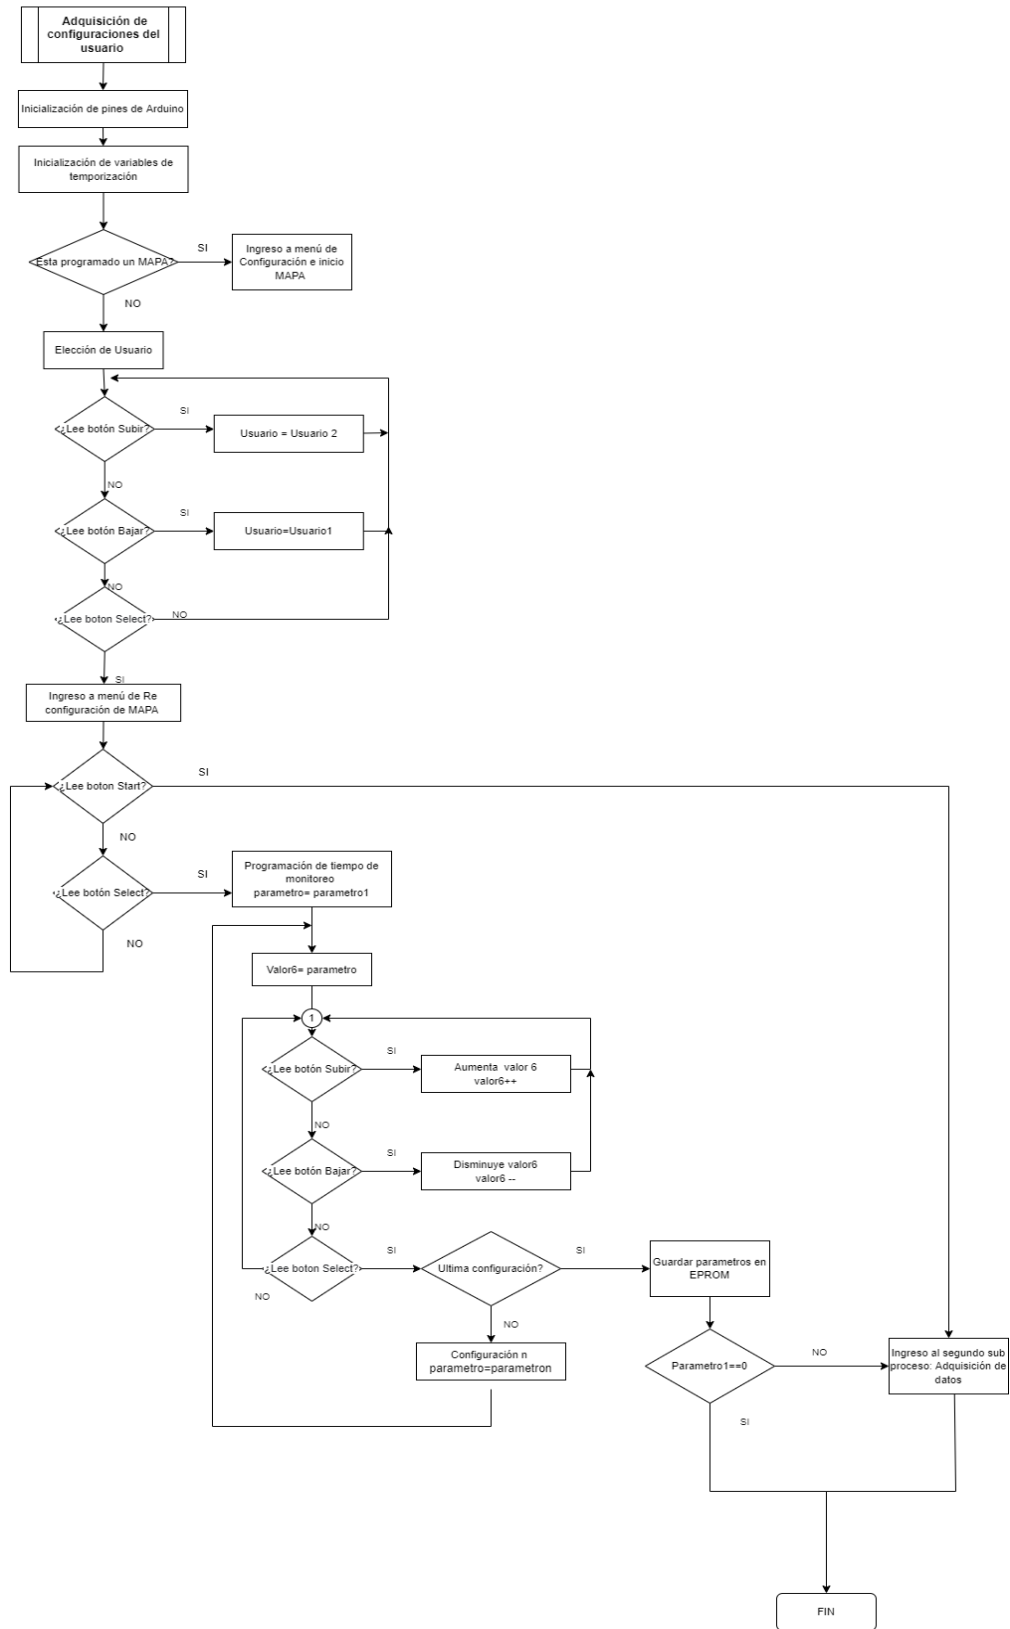 Adquisición de
configuraciones del
usuario
Inicialización de pines de Arduino
Inicialización de variables de
temporización
Esta programado un MAPA?
SI
Ingreso a menú de
Configuración e inicio
MAPA
NO
Elección de Usuario
¿Lee botón Subir?
SI
Usuario = Usuario 2
NO
¿Lee botón Bajar?
SI
Usuario=Usuario1
NO
¿Lee boton Select?
NO
SI
Ingreso a menú de Re
configuración de MAPA
¿Lee boton Start?
SI
NO
¿Lee botón Select?
SI
Programación de tiempo de
monitoreo
parametro= parametro1
NO
Valor6= parametro
1
¿Lee botón Subir?
SI
Aumenta valor 6
valor6++
NO
¿Lee botón Bajar?
SI
Disminuye valor6
valor6 --
NO
¿Lee boton Select?
SI
NO
Ultima configuración?
SI
Guardar parametros en
EPROM
NO
Configuración n
parametro=parametron
Parametro1==0
NO
Ingreso al segundo sub
proceso: Adquisición de
datos
SI
FIN